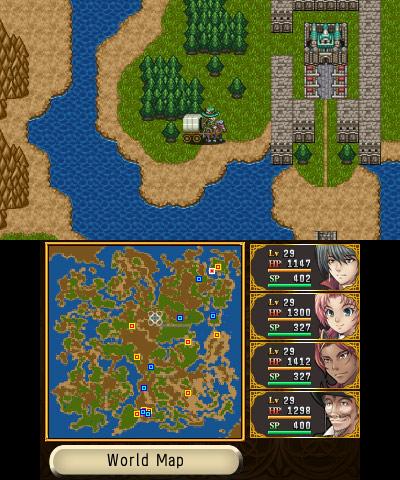 Lv 29
HP 1147
SP 402
Lv 29
HP 1300
SP 327
Lv 29
HP 1412
SP 327
Lv 29
HP 1298
SP 400
World Map